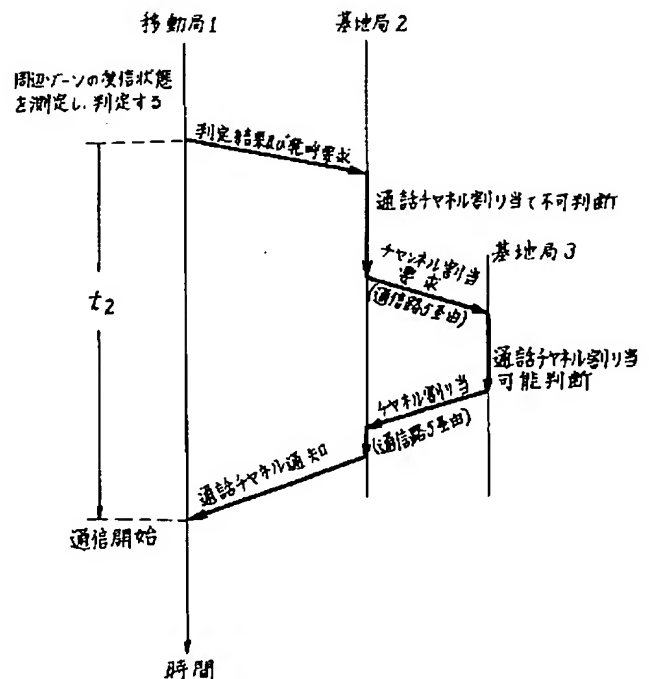 移動局1
基地局2
周辺ゾーンの受信状態
を測定し、判定する
判定結果及び発呼要求
通話チャネル割り当て不可判断
基地局3
チャンネル割当
要求
(通信路5経由)
t2
通話チャネル割り当
可能判断
チャネル割り当
(通信路5経由)
通話チャネル通知
通信開始
時間